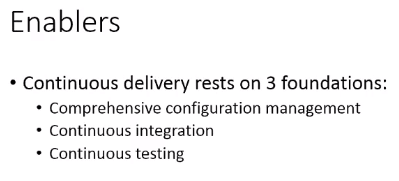 Enablers
• Continuous delivery rests on 3 foundations:
• Comprehensive configuration management
• Continuous integration
• Continuous testing